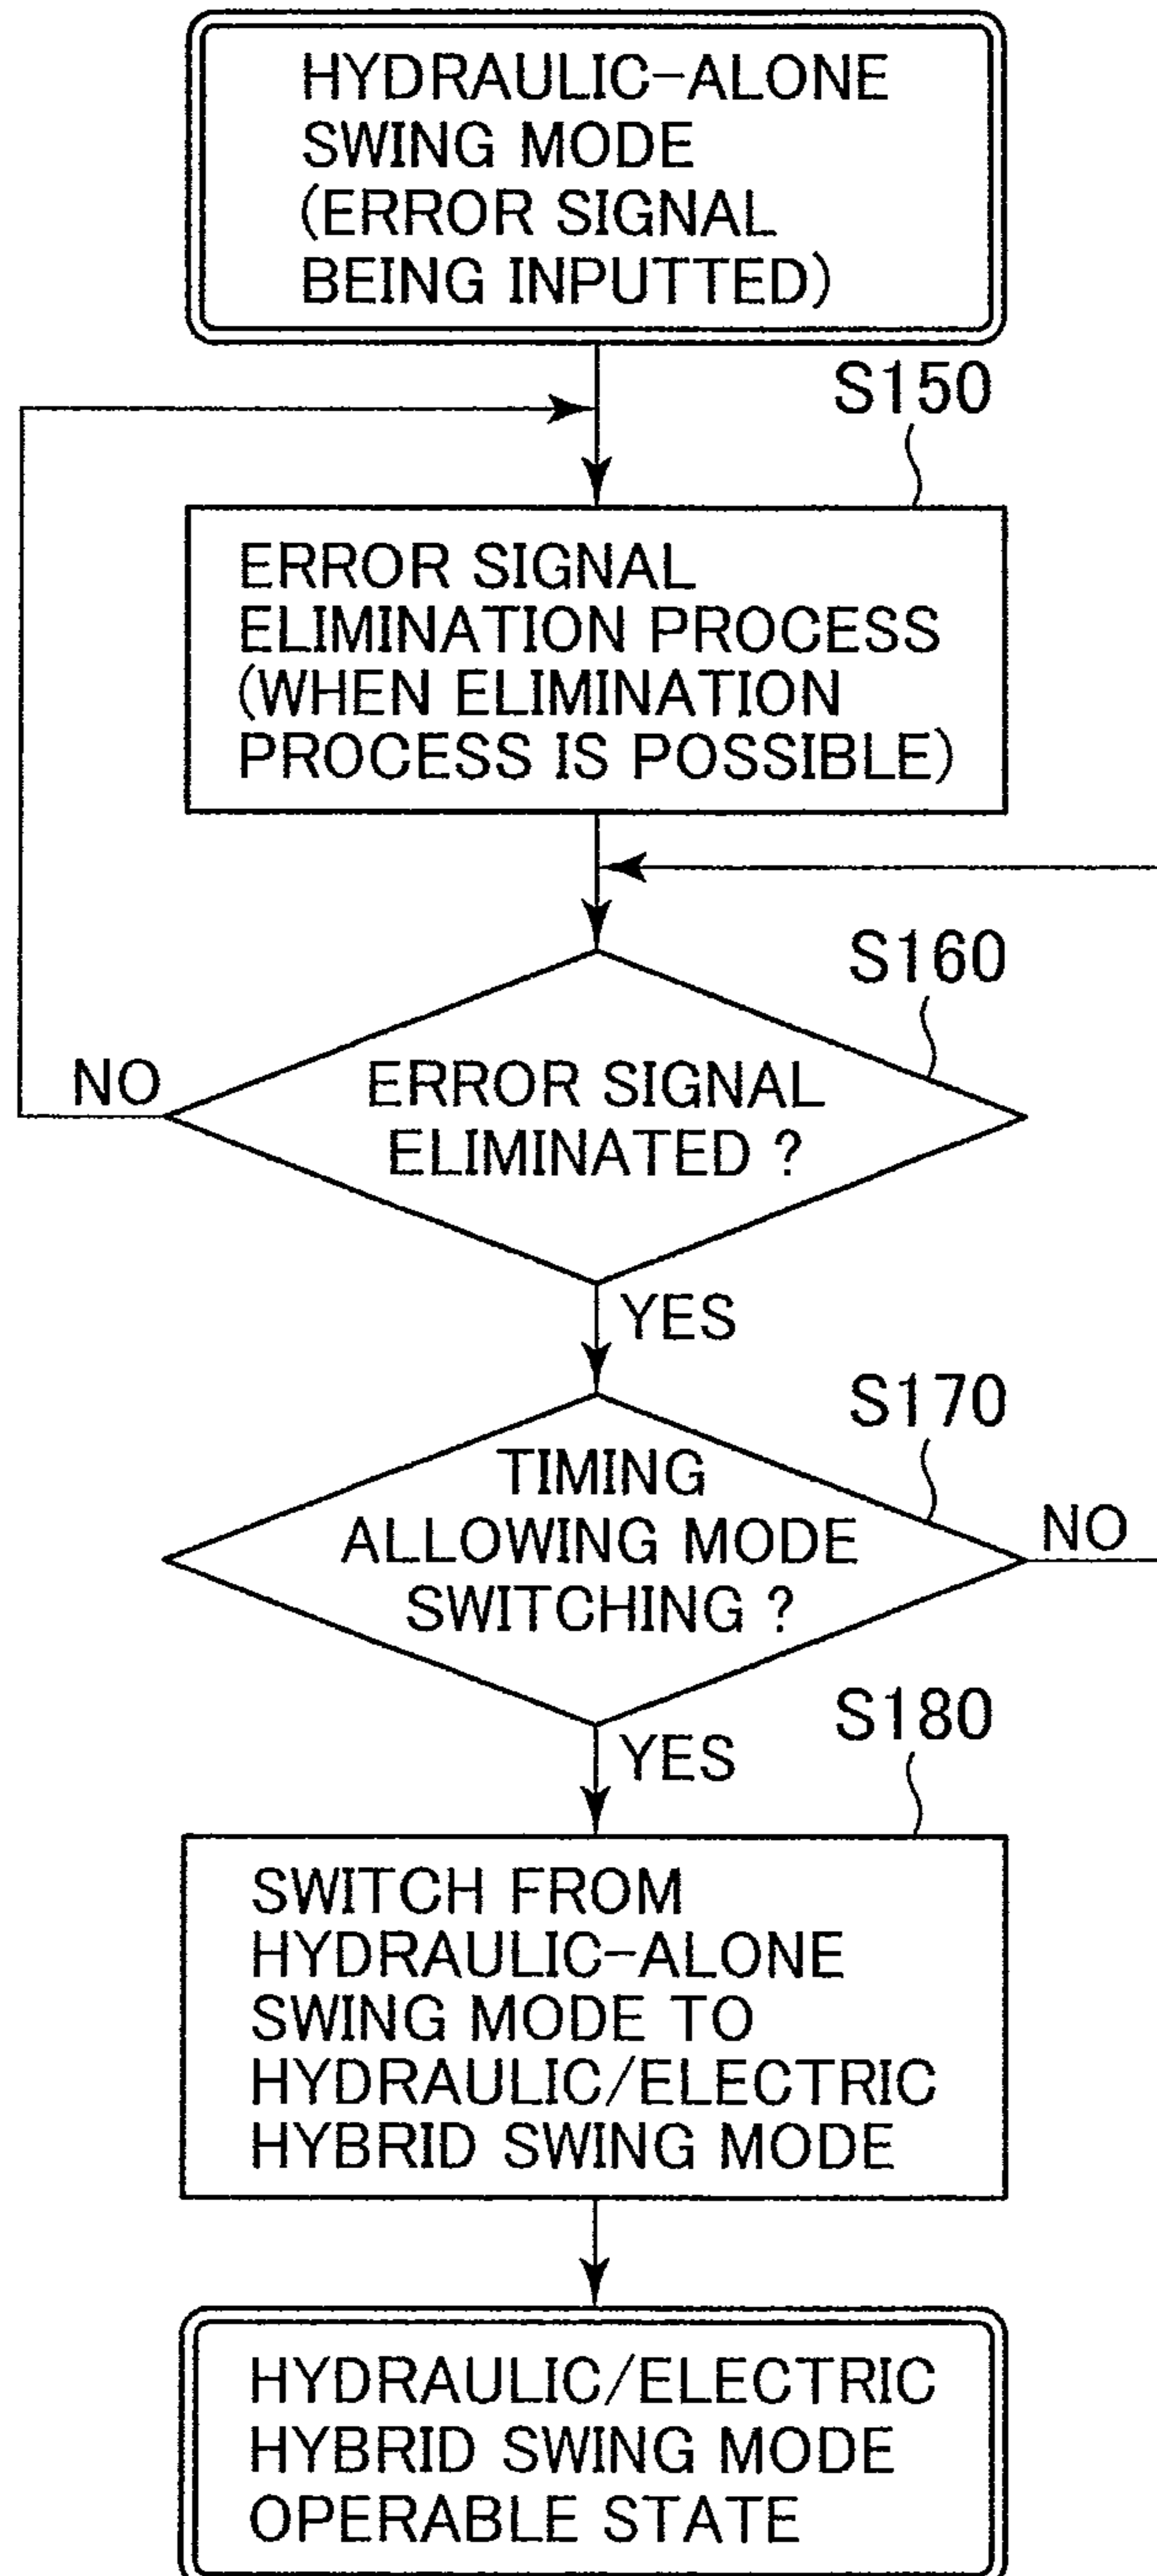 HYDRAULIC-ALONE
SWING MODE
(ERROR SIGNAL
BEING INPUTTED)
S150
ERROR SIGNAL
ELIMINATION PROCESS
(WHEN ELIMINATION
PROCESS IS POSSIBLE)
S160
NO
ERROR SIGNAL
ELIMINATED ?
YES
S170
TIMING
ALLOWING MODE
SWITCHING ?
NO
YES
S180
SWITCH FROM
HYDRAULIC-ALONE
SWING MODE TO
HYDRAULIC/ELECTRIC
HYBRID SWING MODE
HYDRAULIC/ELECTRIC
HYBRID SWING MODE
OPERABLE STATE